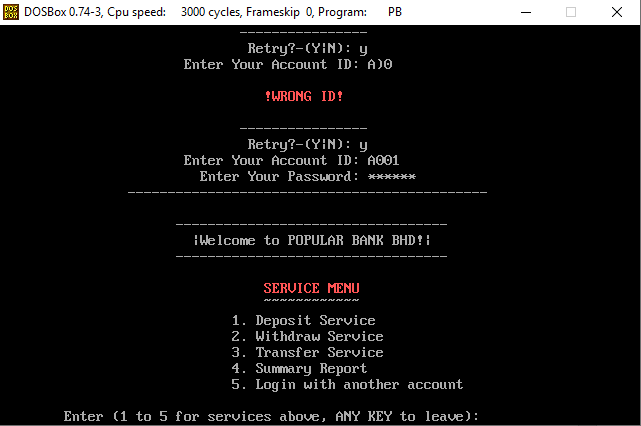 DOS BOX DOSBox 0.74-3, Cpu speed: 3000 cycles, Frameskip 0, Program: PB
----------------
Retry?-(Y|N): y
Enter Your Account ID: A)0
!WRONG ID!
----------------
Retry?-(Y|N): y
Enter Your Account ID: A001
Enter Your Password: ******
---------------------------------------------
----------------------------------
|Welcome to POPULAR BANK BHD!|
----------------------------------
SERVICE MENU
~~~~~~~~~~~~
1. Deposit Service
2. Withdraw Service
3. Transfer Service
4. Summary Report
5. Login with another account
Enter (1 to 5 for services above, ANY KEY to leave):